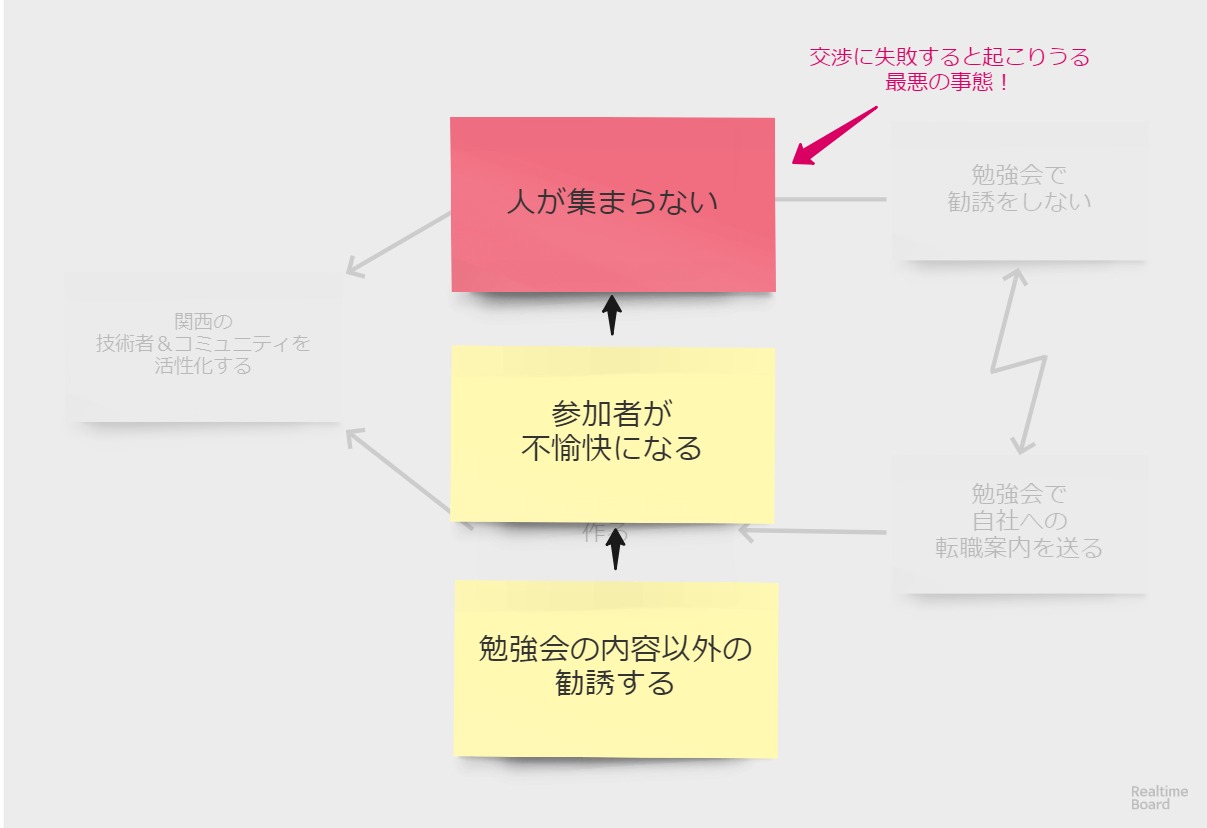 交渉に失敗すると起こりうる
最悪の事態！
人が集まらない
勉強会で
勧誘をしない
関西の
技術者＆コミュニティを
活性化する
参加者が
不愉快になる
作る
勉強会で
自社への
転職案内を送る
勉強会の内容以外の
勧誘する
Realtime
Board